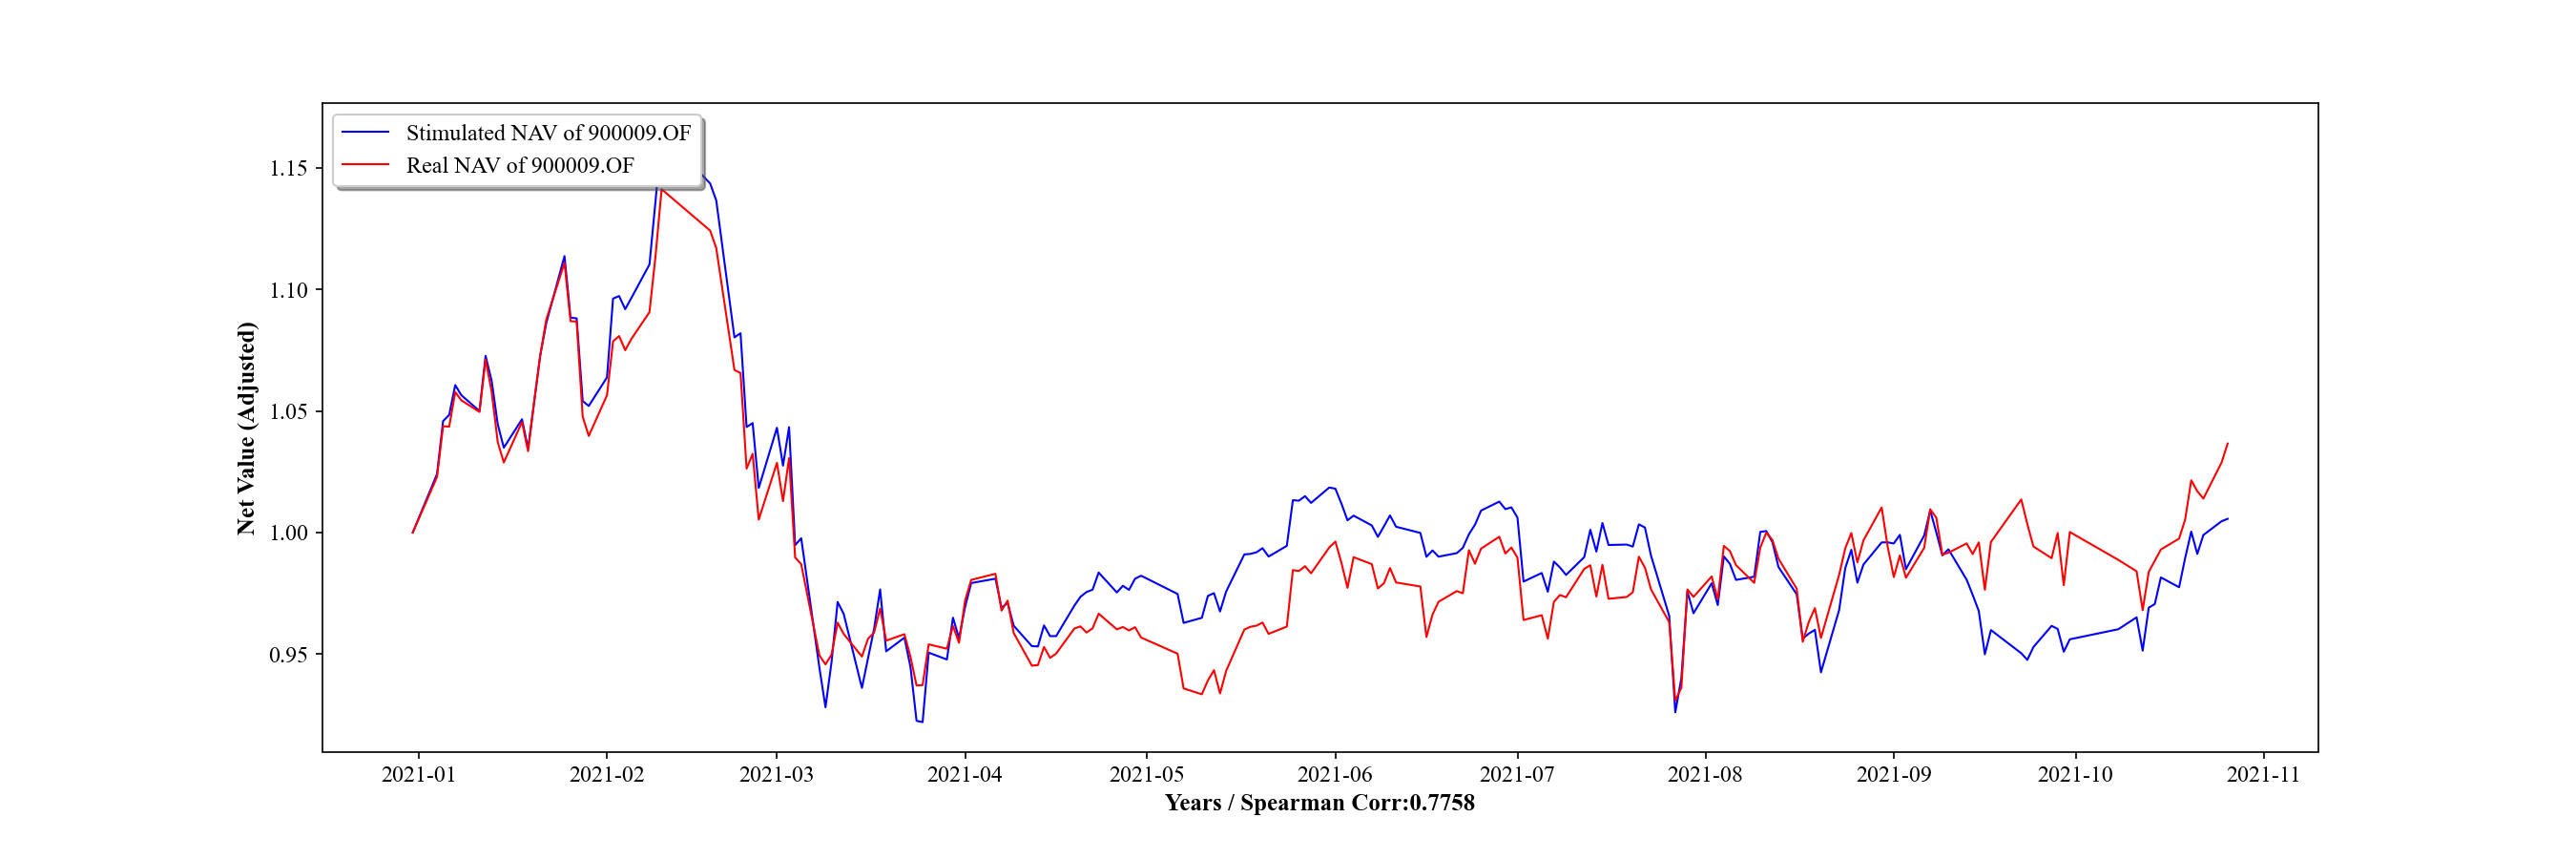 Stimulated NAV of 900009.OF
Real NAV of 900009.OF
1.15
1.10
1.05
1.00
0.95
Net Value (Adjusted)
2021-01 2021-02 2021-03 2021-04 2021-05 2021-06 2021-07 2021-08 2021-09 2021-10 2021-11
Years / Spearman Corr:0.7758